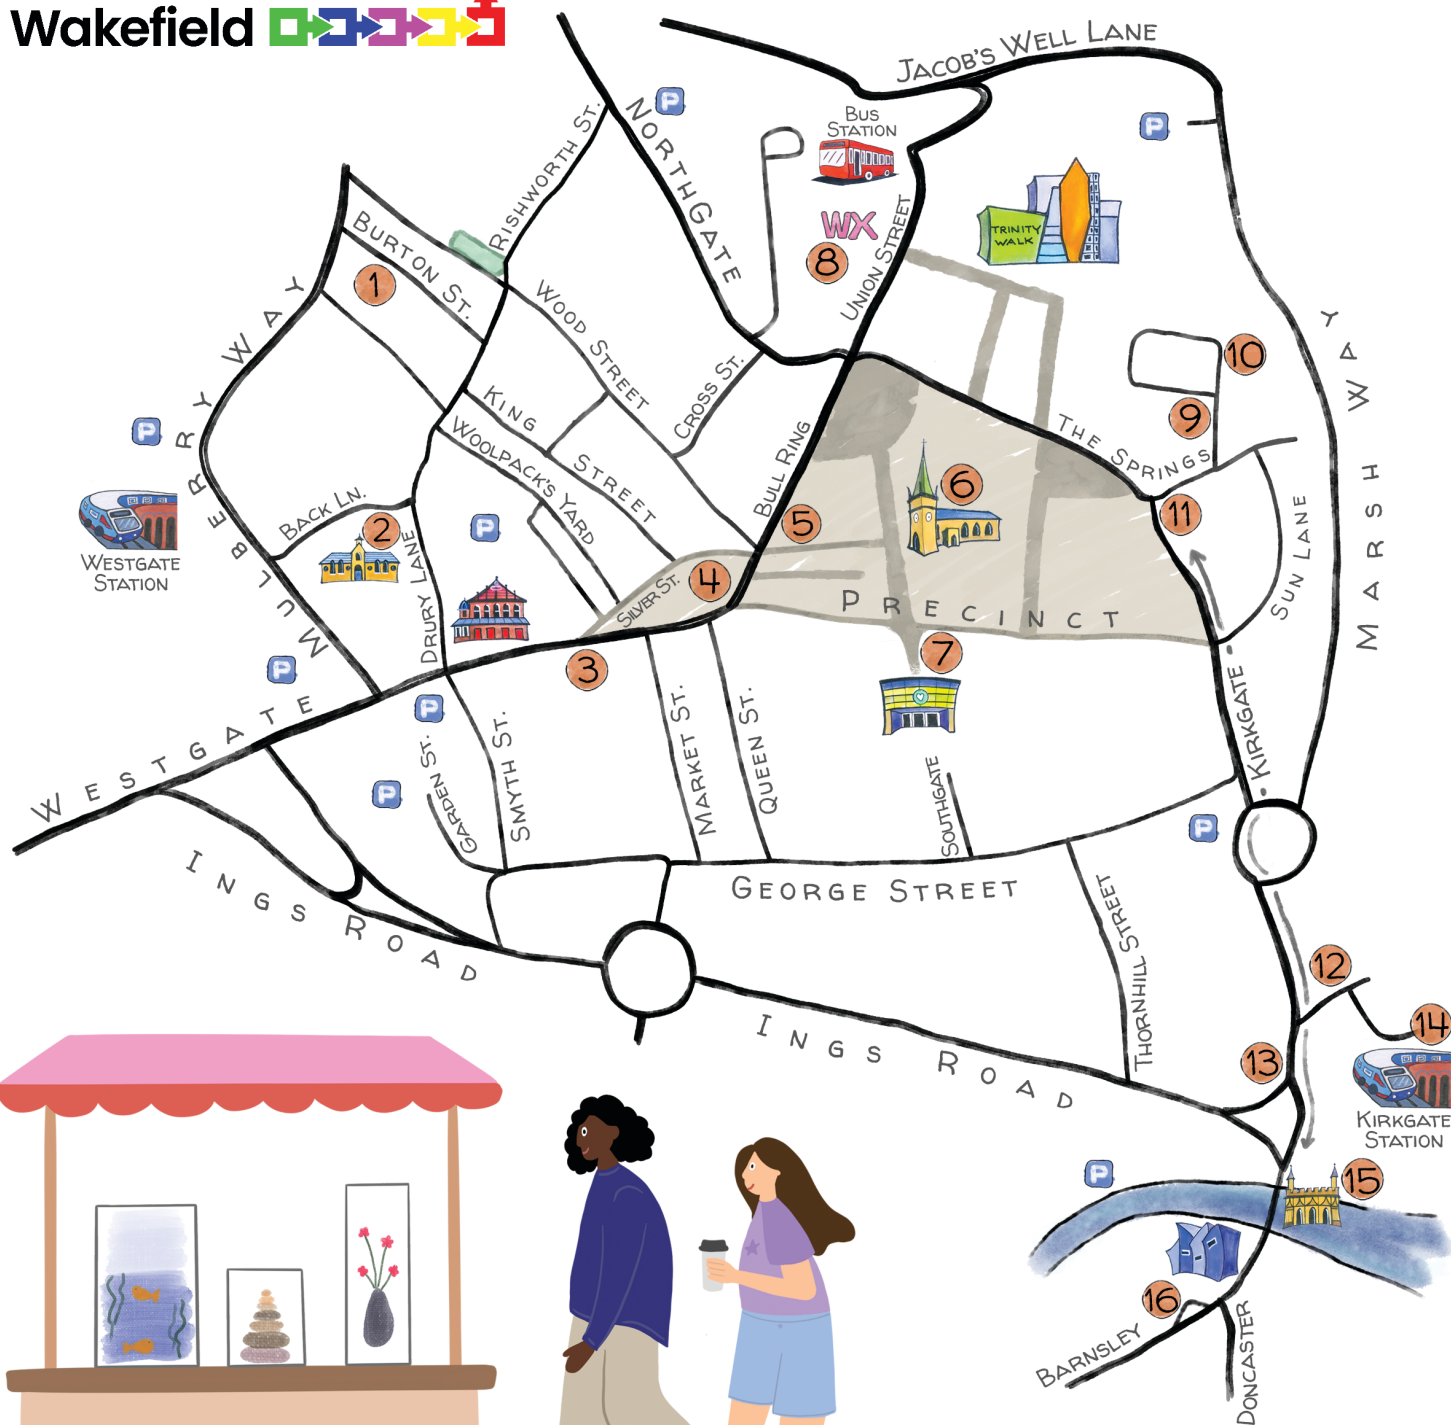 Wakefield
JACOB'S WELL LANE
P
NORTHGATE
BUS
STATION
P
RISHWORTH ST.
WX
8
UNION STREET
TRINITY
WALK
BURTON ST.
1
WOOD STREET
MULBERRY WAY
CROSS ST.
10
9
MARSH WAY
KING STREET
WOOLPACK'S YARD
THE SPRINGS
P
BULL RING
6
5
11
BACK LN.
2
P
WESTGATE
STATION
DRURY LANE
SILVER ST.
4
PRECINCT
SUN LANE
3
7
P
WESTGATE
P
KIRKGATE
MARKET ST.
QUEEN ST.
SMYTH ST.
GARDEN ST.
P
SOUTHGATE
P
GEORGE STREET
INGS ROAD
THORNHILL STREET
12
14
INGS ROAD
13
KIRKGATE
STATION
P
15
16
BARNSLEY
DONCASTER